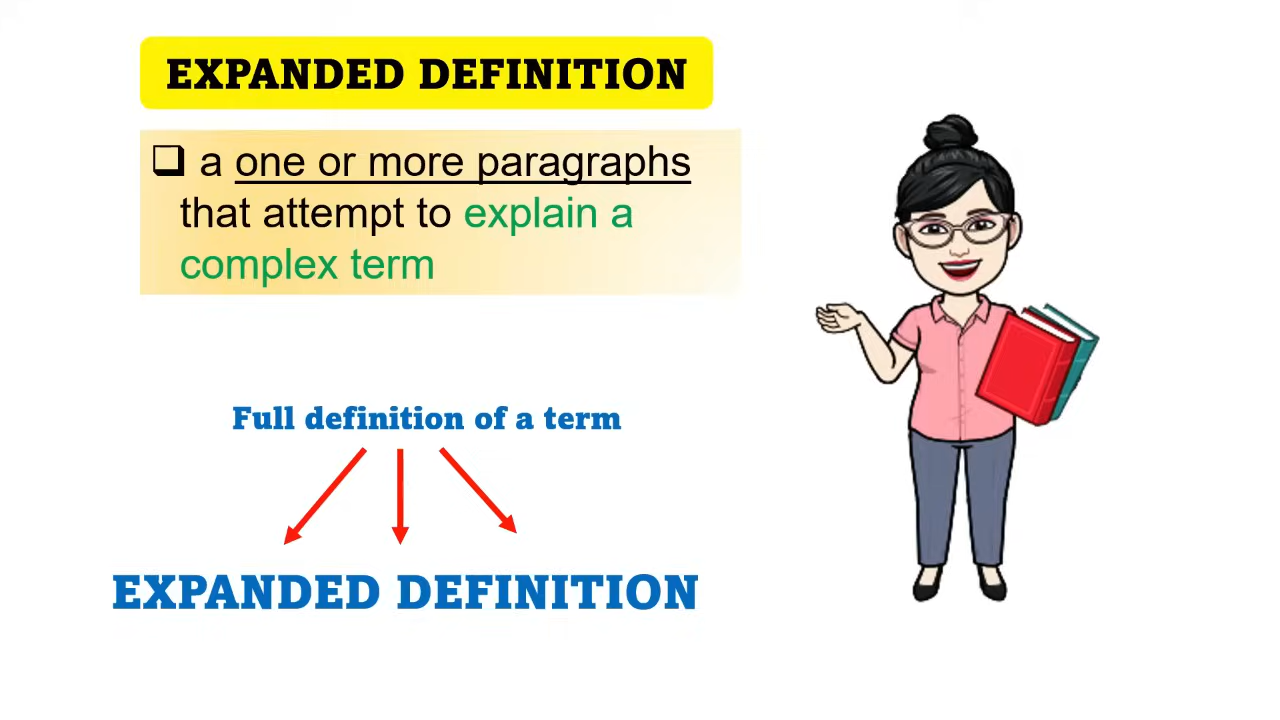 EXPANDED DEFINITION
❑ a one or more paragraphs
that attempt to explain a
complex term
Full definition of a term
EXPANDED DEFINITION